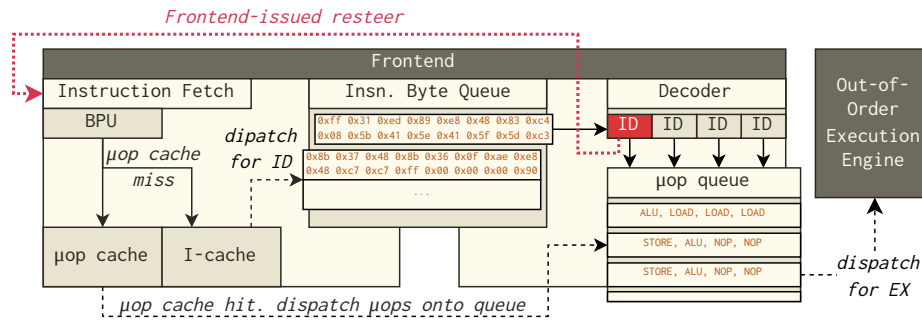 Frontend-issued resteer
Frontend
Instruction Fetch
Insn. Byte Queue
Decoder
BPU
0xff 0x31 0xed 0x89 0xe8 0x48 0x83 0xc4
0x08 0x5b 0x41 0x5e 0x41 0x5f 0x5d 0xc3
ID
ID
ID
ID
Out-of-
Order
Execution
Engine
µop cache
miss
dipatch
for ID
0x8b 0x37 0x48 0x8b 0x36 0x0f 0xae 0xe8
0x48 0xc7 0xc7 0xff 0x00 0x00 0x00 0x90
...
µop queue
ALU, LOAD, LOAD, LOAD
STORE, ALU, NOP, NOP
STORE, ALU, NOP, NOP
µop cache
I-cache
dispatch
for EX
µop cache hit. dispatch µops onto queue